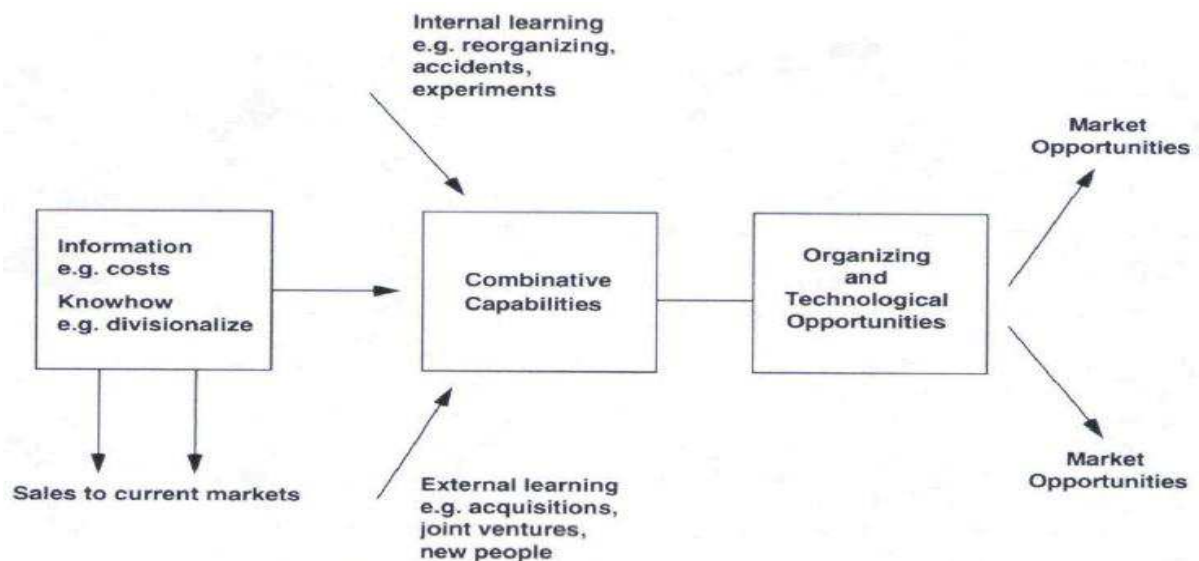 Internal learning
e.g. reorganizing,
accidents,
experiments
Market
Opportunities
Information
e.g. costs
Knowhow
e.g. divisionalize
Combinative
Capabilities
Organizing
and
Technological
Opportunities
Sales to current markets
External learning
e.g. acquisitions,
joint ventures,
new people
Market
Opportunities